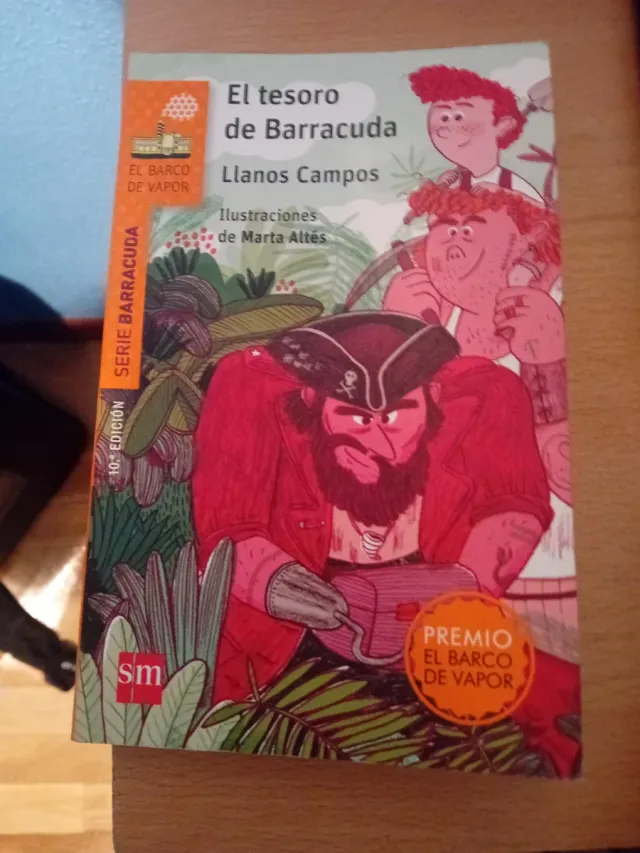 El tesoro
de Barracuda
Llanos Campos
Ilustraciones
de Marta Altés
EL BARCO
DE VAPOR
SERIE BARRACUDA
10.ª EDICIÓN
PREMIO
EL BARCO
DE VAPOR
sm